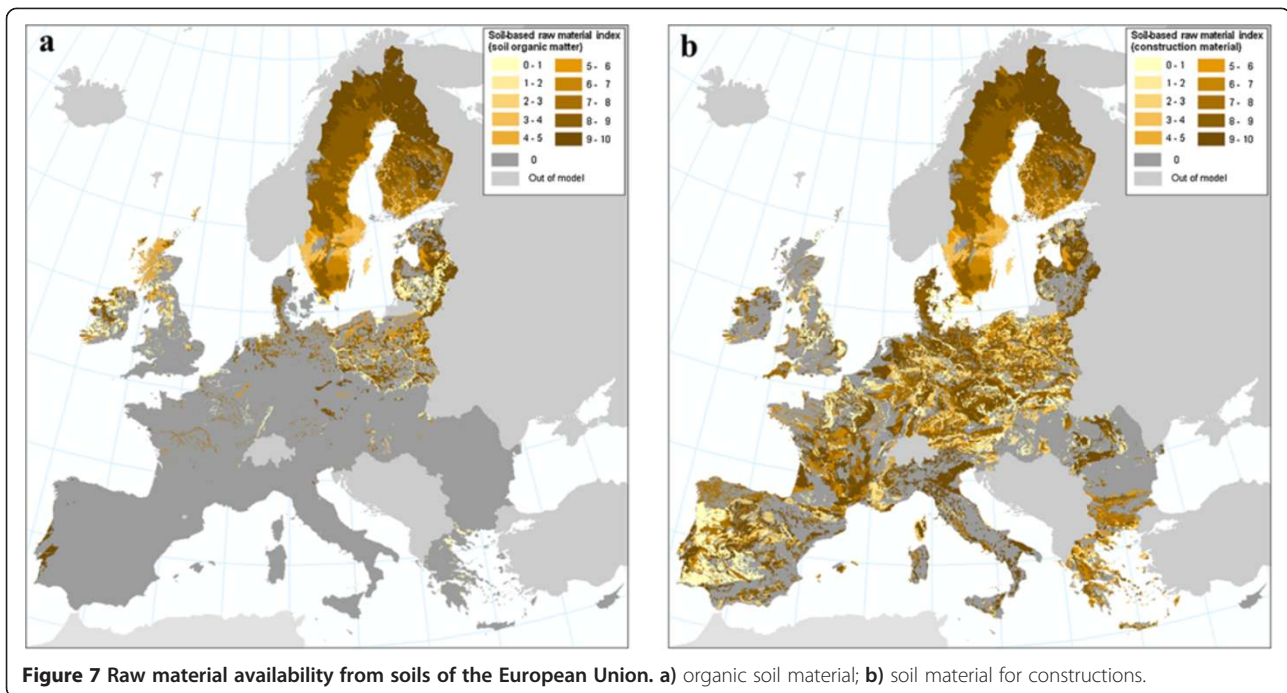 a
Soil-based raw material index
(soil organic matter)
0 - 1
1 - 2
2 - 3
3 - 4
4 - 5
5 - 6
6 - 7
7 - 8
8 - 9
9 - 10
0
Out of model
b
Soil-based raw material index
(construction material)
0 - 1
1 - 2
2 - 3
3 - 4
4 - 5
5 - 6
6 - 7
7 - 8
8 - 9
9 - 10
0
Out of model
Figure 7 Raw material availability from soils of the European Union. a) organic soil material; b) soil material for constructions.